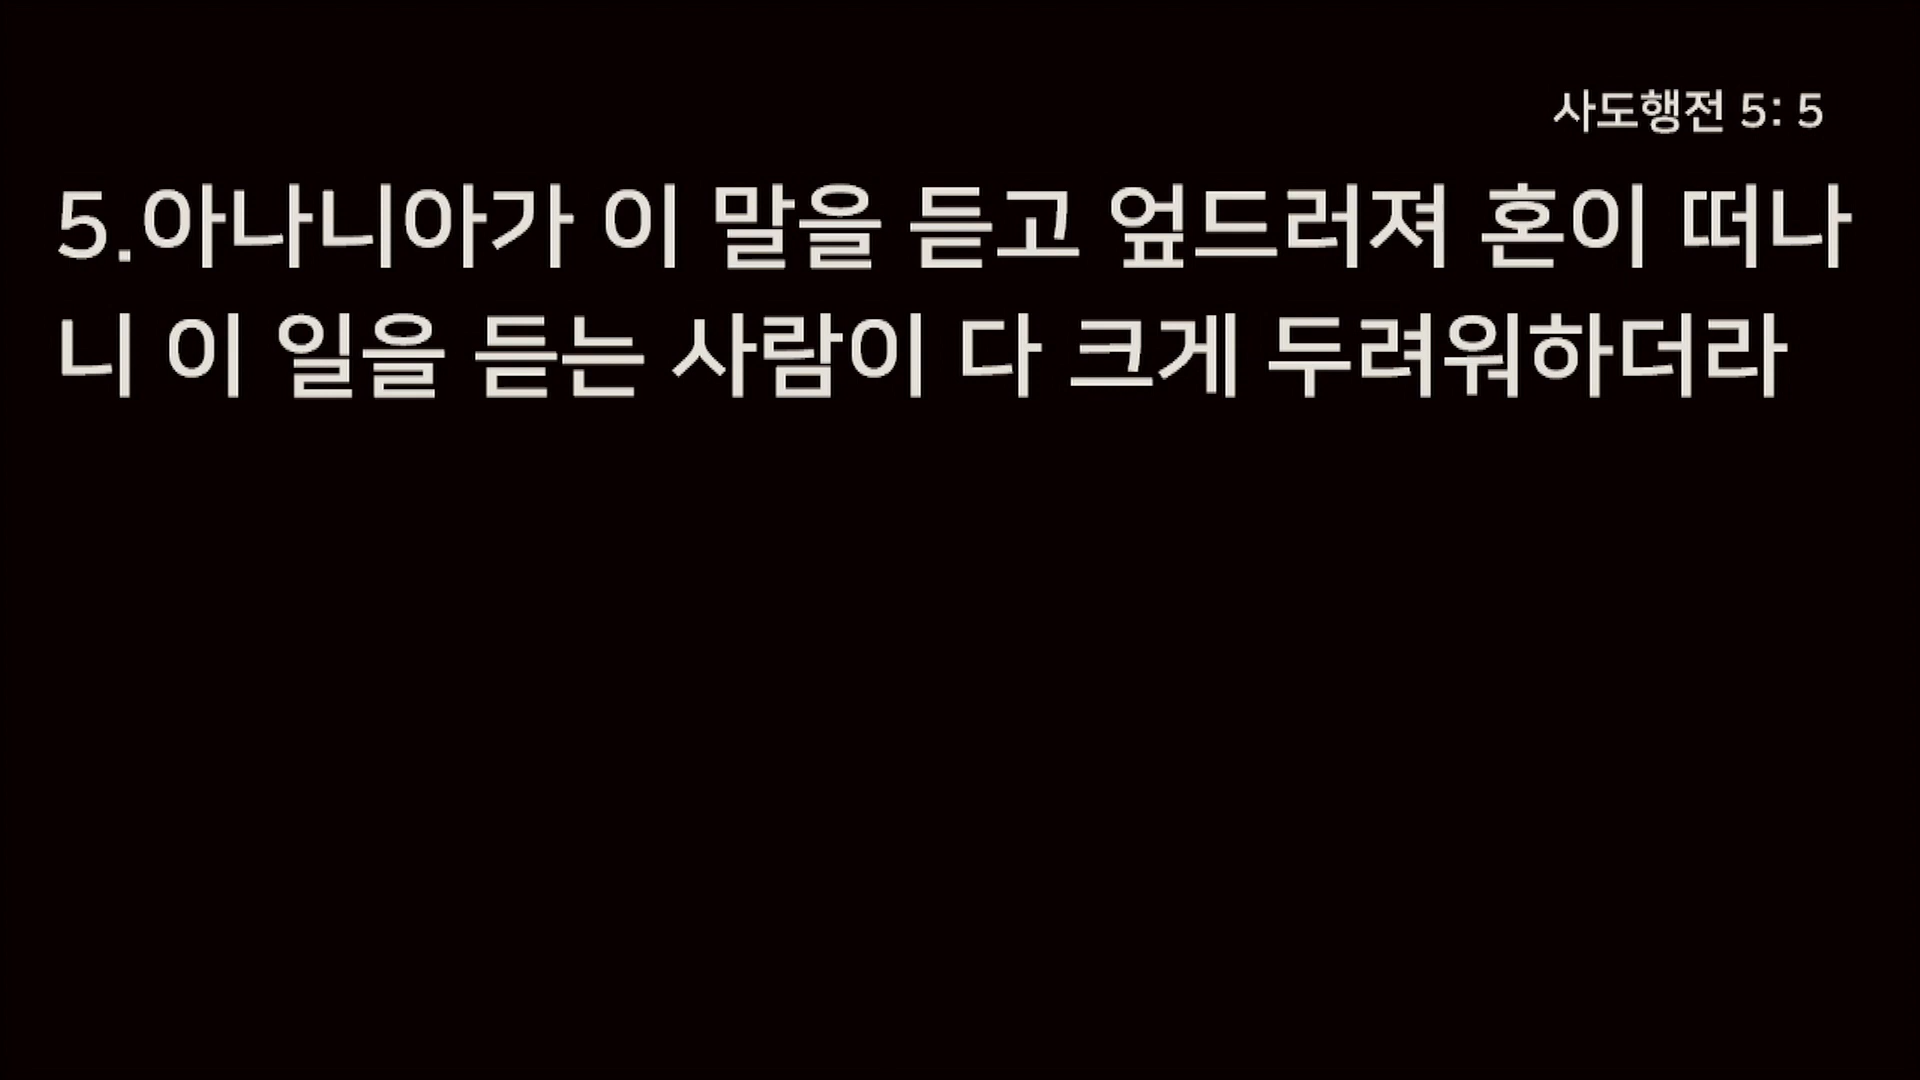 사도행전 5: 5
5.아나니아가 이 말을 듣고 엎드러져 혼이 떠나
니 이 일을 듣는 사람이 다 크게 두려워하더라